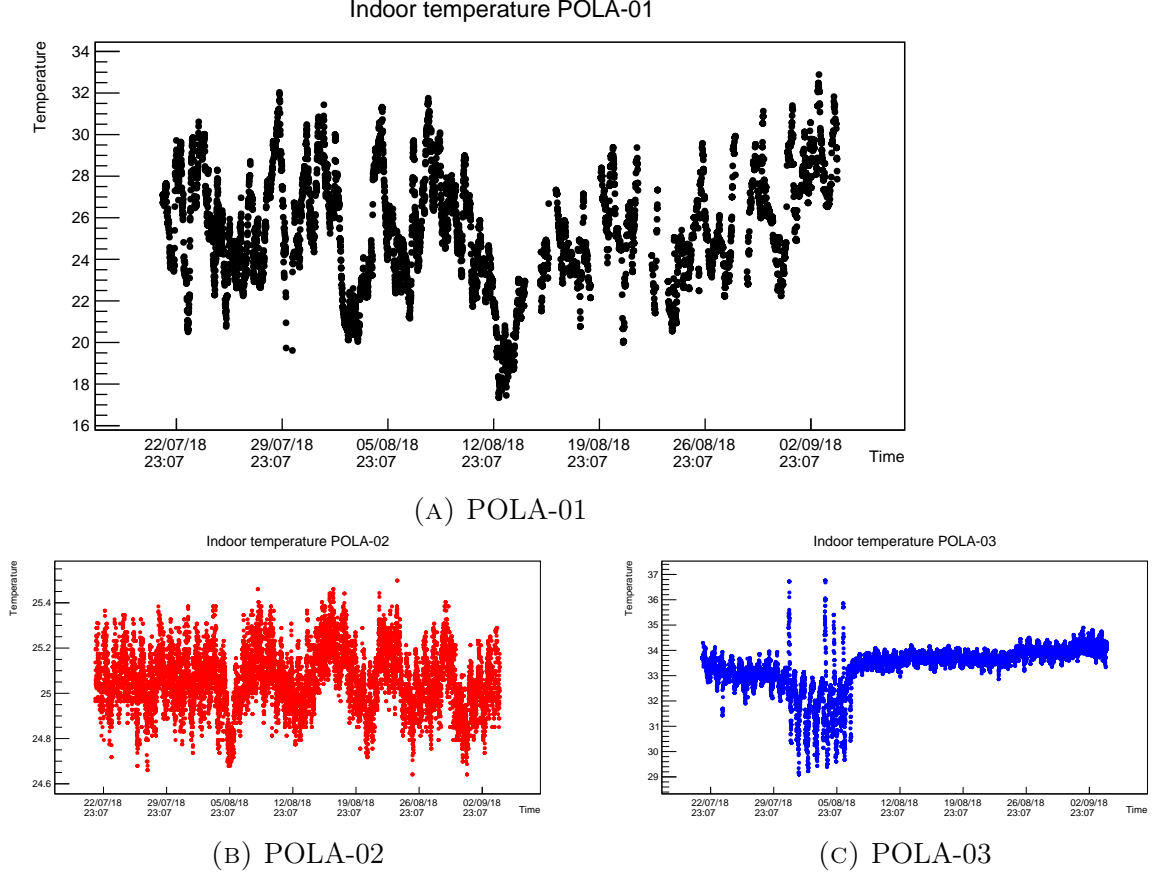 Indoor temperature POLA-01
Temperature
34
32
30
28
26
24
22
20
18
16
22/07/18 29/07/18 05/08/18 12/08/18 19/08/18 26/08/18 02/09/18
23:07 23:07 23:07 23:07 23:07 23:07 23:07 Time
(A) POLA-01
Indoor temperature POLA-02
Temperature
25.4
25.2
25
24.8
24.6
22/07/18 29/07/18 05/08/18 12/08/18 19/08/18 26/08/18 02/09/18
23:07 23:07 23:07 23:07 23:07 23:07 23:07 Time
(B) POLA-02
Indoor temperature POLA-03
Temperature
37
36
35
34
33
32
31
30
29
22/07/18 29/07/18 05/08/18 12/08/18 19/08/18 26/08/18 02/09/18
23:07 23:07 23:07 23:07 23:07 23:07 23:07 Time
(C) POLA-03